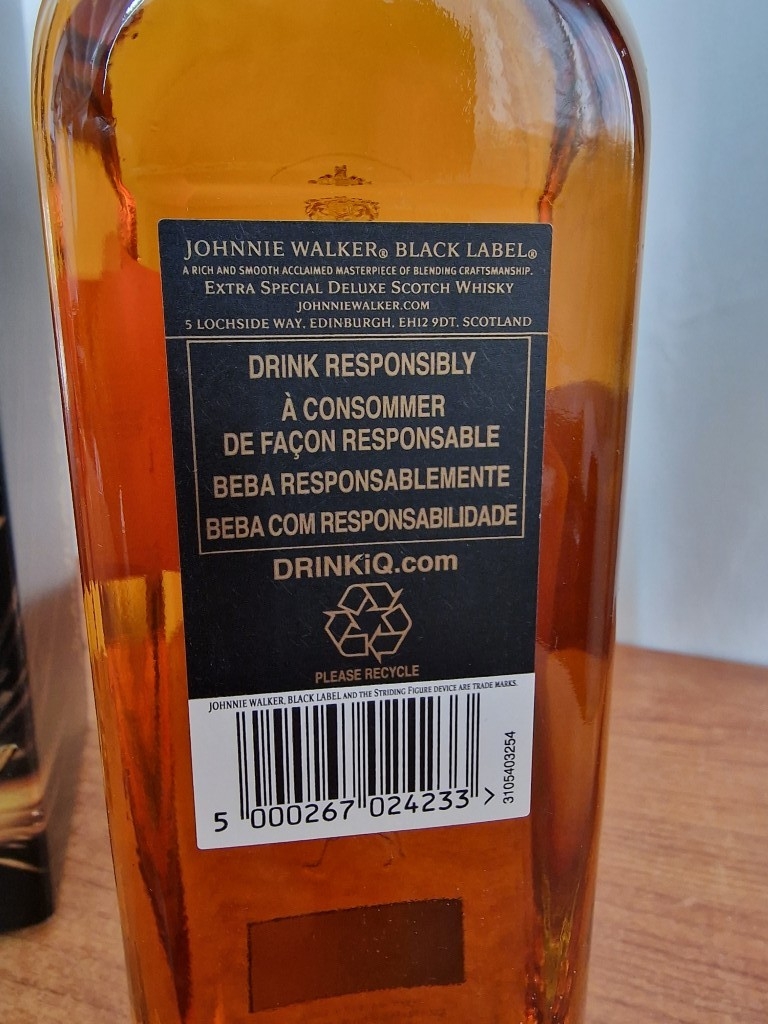 JOHNNIE WALKER® BLACK LABEL®
A RICH AND SMOOTH ACCLAIMED MASTERPIECE OF BLENDING CRAFTSMANSHIP.
EXTRA SPECIAL DELUXE SCOTCH WHISKY
JOHNNIEWALKER.COM
5 LOCHSIDE WAY, EDINBURGH, EH12 9DT, SCOTLAND
DRINK RESPONSIBLY
À CONSOMMER
DE FAÇON RESPONSABLE
BEBA RESPONSABLEMENTE
BEBA COM RESPONSABILIDADE
DRINKiQ.com
PLEASE RECYCLE
JOHNNIE WALKER, BLACK LABEL AND THE STRIDING FIGURE DEVICE ARE TRADE MARKS.
5 000267 024233 >
3105403254